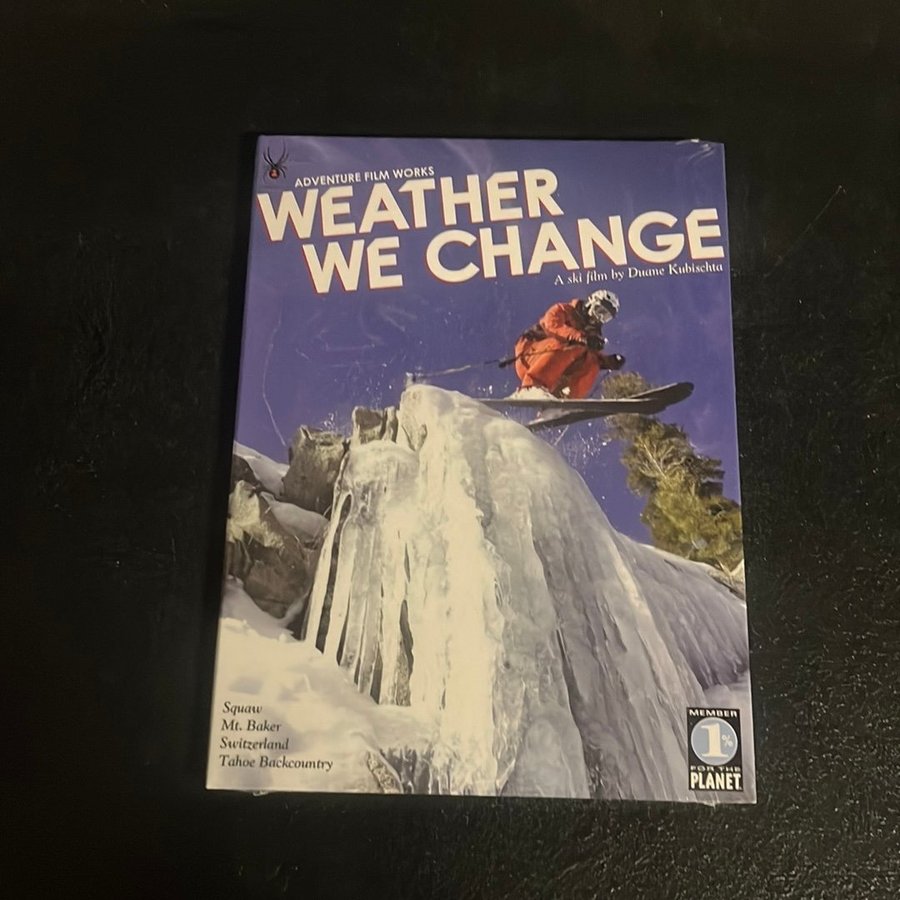 ADVENTURE FILM WORKS
WEATHER
WE CHANGE
A ski film by Duane Kubischta
Squaw
Mt. Baker
Switzerland
Tahoe Backcountry
MEMBER
1%
FOR THE
PLANET